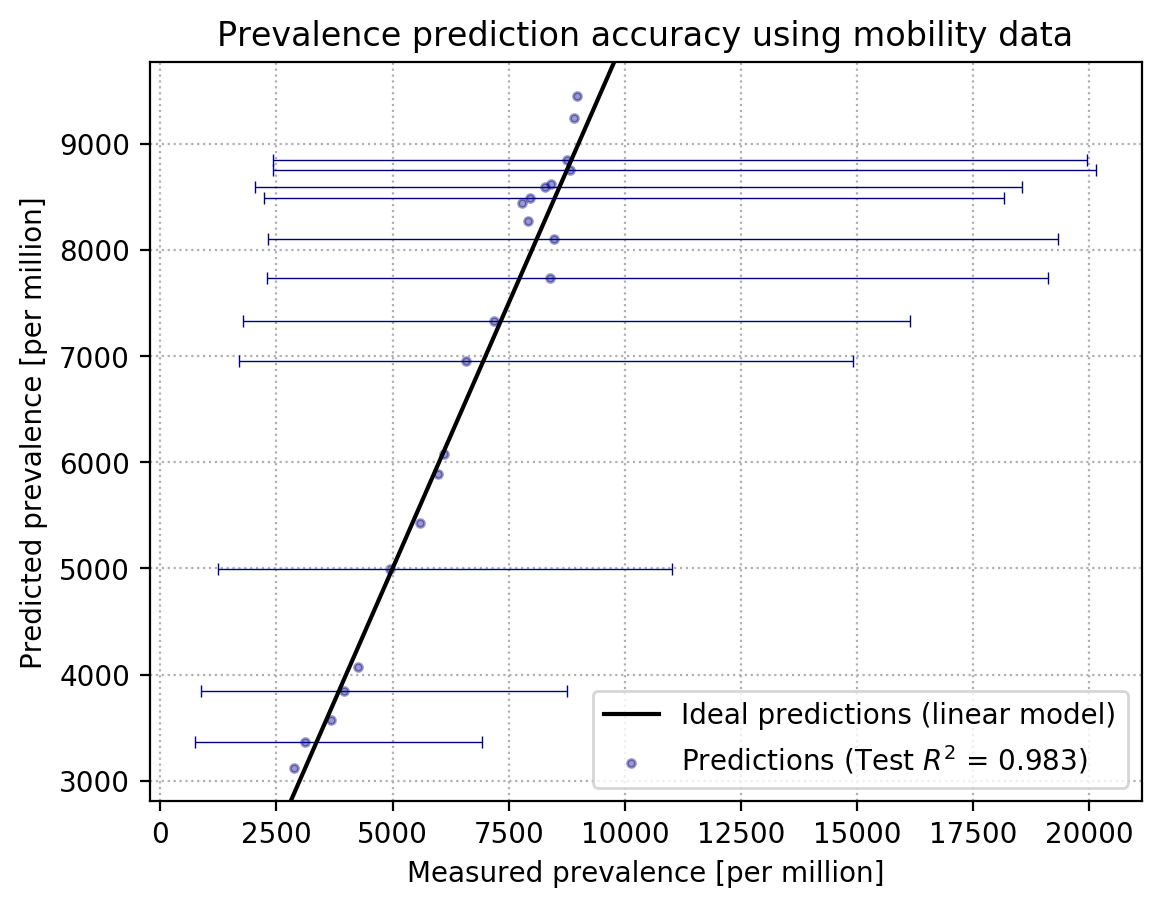 Prevalence prediction accuracy using mobility data
Predicted prevalence [per million]
9000
8000
7000
6000
5000
4000
3000
Ideal predictions (linear model)
Predictions (Test R² = 0.983)
0 2500 5000 7500 10000 12500 15000 17500 20000
Measured prevalence [per million]